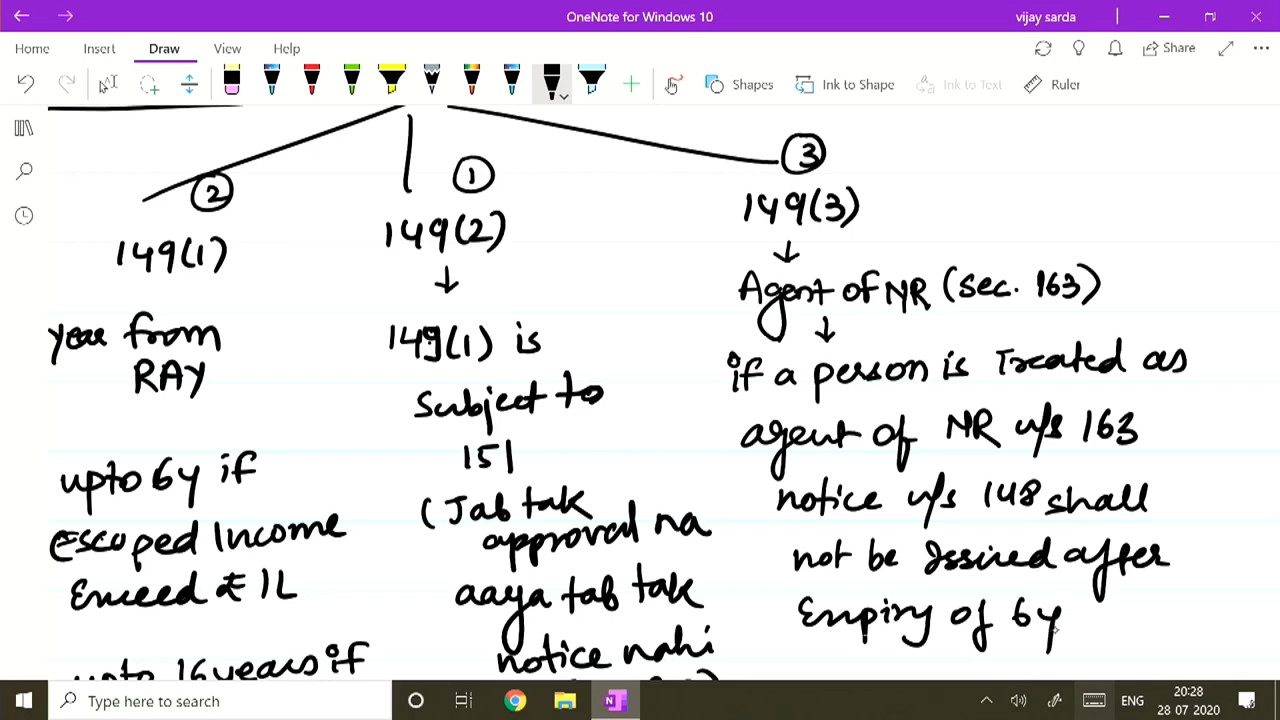 OneNote for Windows 10
vijay sarda
Home Insert Draw View Help
Share
Shapes
Ink to Shape
Ink to Text
Ruler
2
149(1)
year from
RAY
upto 6y if
Escaped Income
Exceed ₹ 1L
upto 16 years if
1
149(2)
149(1) is
Subject to
151
(Jab tak
approval na
aaya tab tak
notice nahi
3
149(3)
Agent of NR (Sec. 163)
if a person is Treated as
agent of NR u/s 163
notice u/s 148 shall
not be Issued after
Expiry of 6y
Type here to search
ENG
20:28
28-07-2020